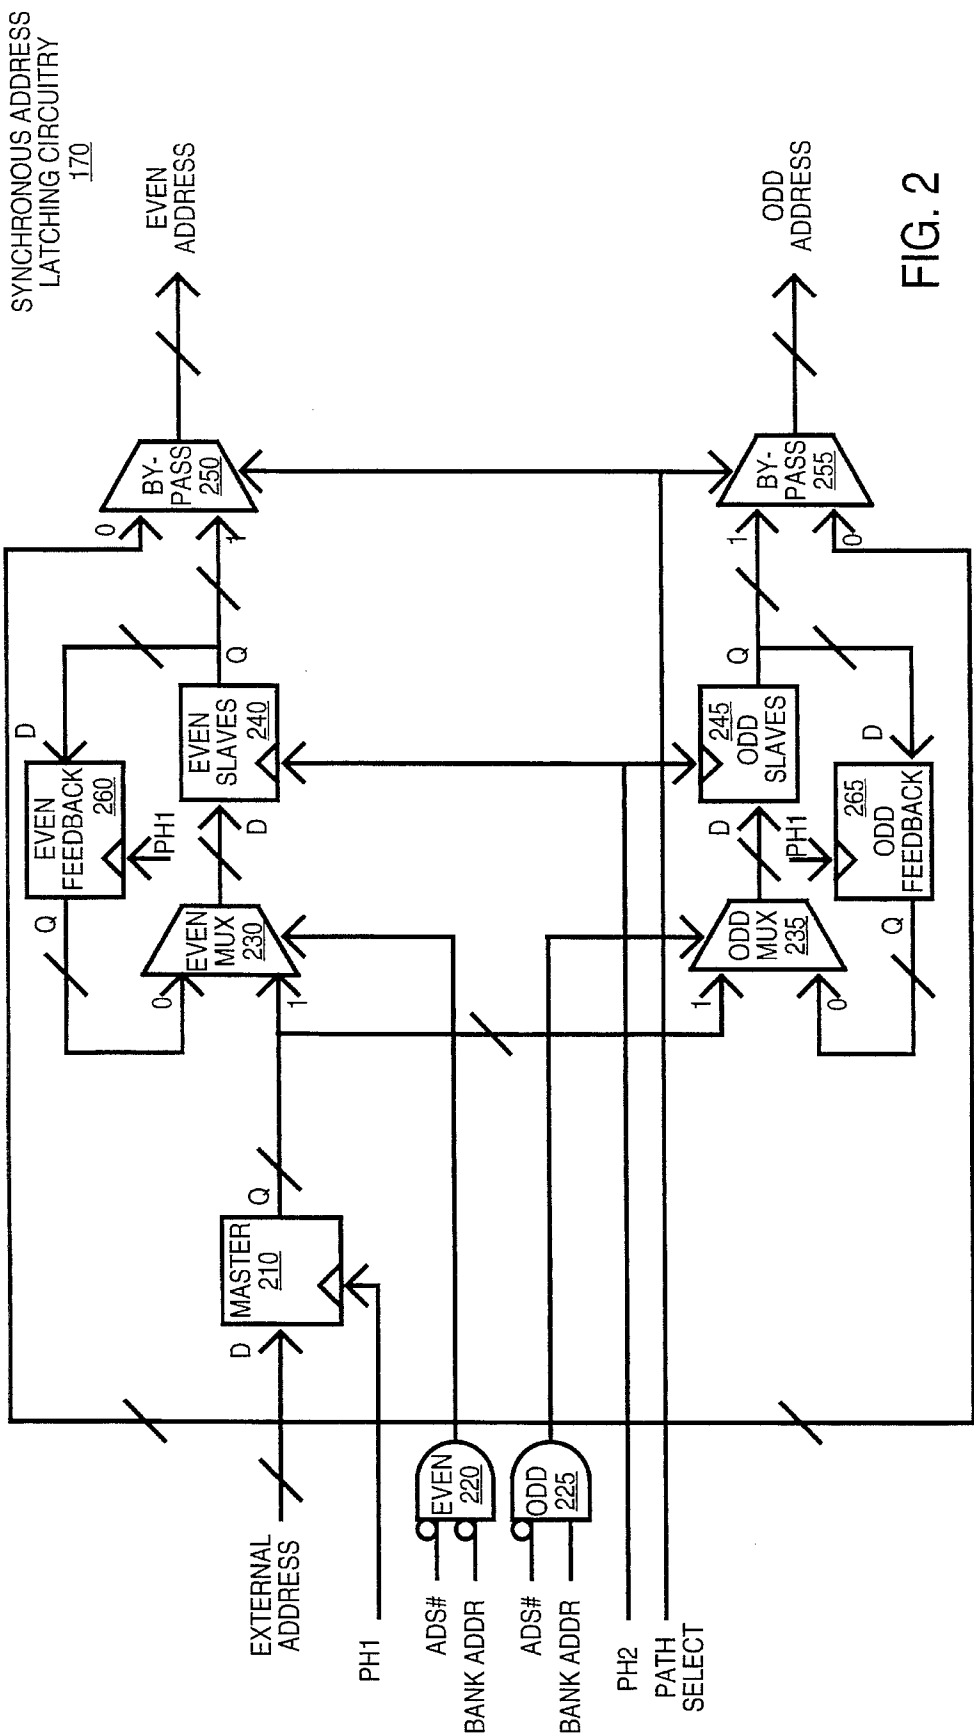 SYNCHRONOUS ADDRESS
LATCHING CIRCUITRY
170
EXTERNAL
ADDRESS
D
MASTER
210
Q
PH1
ADS#
BANK ADDR
EVEN
220
ADS#
BANK ADDR
ODD
225
PH2
PATH
SELECT
0
1
EVEN
MUX
230
Q
EVEN
FEEDBACK
260
D
PH1
D
EVEN
SLAVES
240
Q
0
1
BY-
PASS
250
EVEN
ADDRESS
1
0
ODD
MUX
235
D
245
ODD
SLAVES
Q
PH1
Q
265
ODD
FEEDBACK
D
1
0
BY-
PASS
255
ODD
ADDRESS
FIG. 2